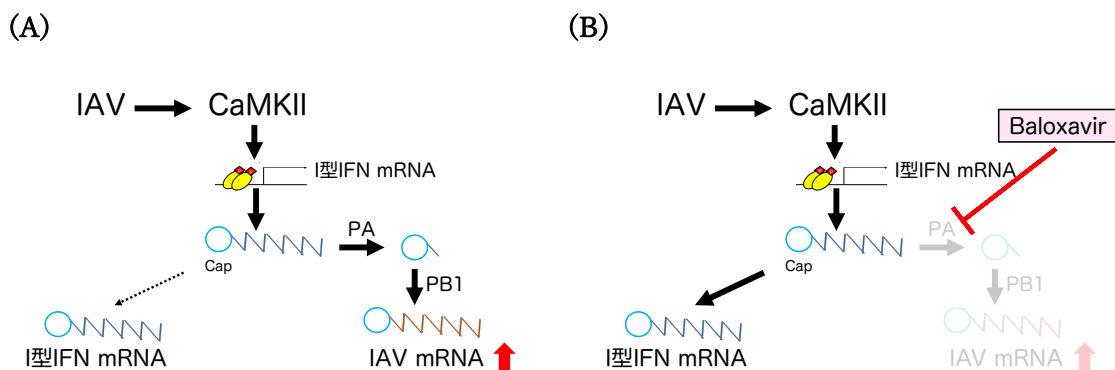 (A)
IAV
CaMKII
I型IFN mRNA
PA
Cap
PB1
I型IFN mRNA
IAV mRNA
(B)
IAV
CaMKII
Baloxavir
I型IFN mRNA
PA
Cap
PB1
I型IFN mRNA
IAV mRNA